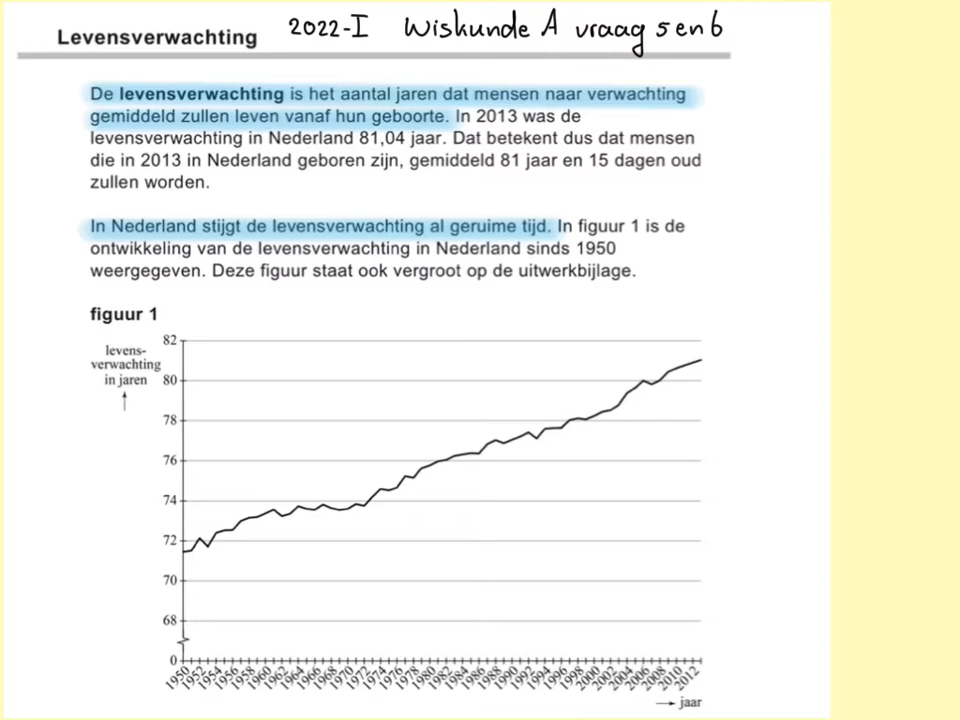 Levensverwachting 2022-I Wiskunde A vraag 5 en 6
De levensverwachting is het aantal jaren dat mensen naar verwachting
gemiddeld zullen leven vanaf hun geboorte. In 2013 was de
levensverwachting in Nederland 81,04 jaar. Dat betekent dus dat mensen
die in 2013 in Nederland geboren zijn, gemiddeld 81 jaar en 15 dagen oud
zullen worden.
In Nederland stijgt de levensverwachting al geruime tijd. In figuur 1 is de
ontwikkeling van de levensverwachting in Nederland sinds 1950
weergegeven. Deze figuur staat ook vergroot op de uitwerkbijlage.
figuur 1
levens-
verwachting
in jaren
82
80
78
76
74
72
70
68
0
1950 1952 1954 1956 1958 1960 1962 1964 1966 1968 1970 1972 1974 1976 1978 1980 1982 1984 1986 1988 1990 1992 1994 1996 1998 2000 2002 2004 2006 2008 2010 2012
jaar